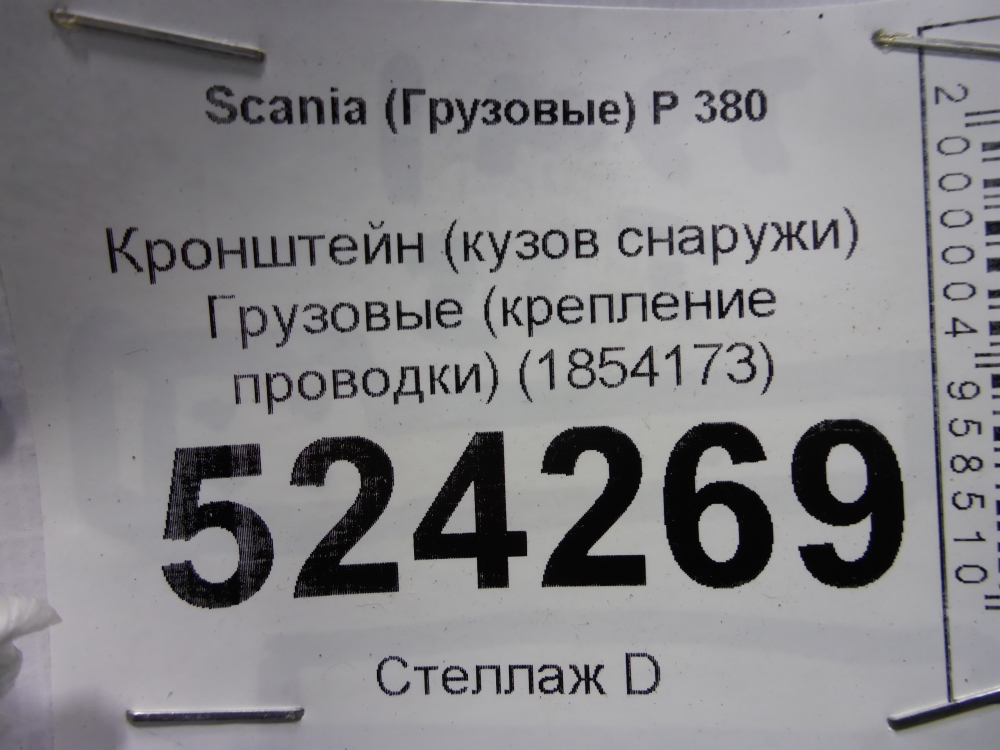 Scania (Грузовые) P 380
Кронштейн (кузов снаружи)
Грузовые (крепление
проводки) (1854173)
524269
Стеллаж D
2000004958510